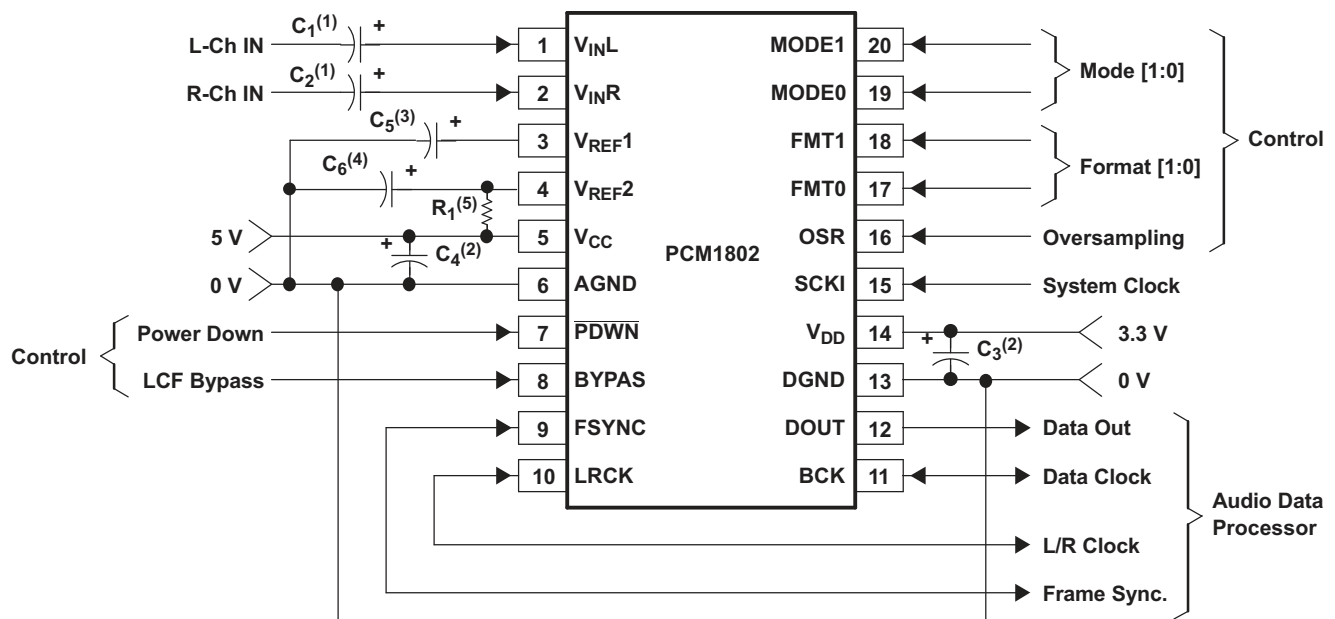 L-Ch IN
C1(1)
+
1
VINL
R-Ch IN
C2(1)
+
2
VINR
C5(3)
+
3
VREF1
C6(4)
+
4
VREF2
R1(5)
5 V
+
C4(2)
5
VCC
0 V
6
AGND
Control
Power Down
7
PDWN
LCF Bypass
8
BYPAS
9
FSYNC
10
LRCK
PCM1802
MODE1
20
MODE0
19
Mode [1:0]
FMT1
18
FMT0
17
Format [1:0]
OSR
16
Oversampling
Control
SCKI
15
System Clock
VDD
14
+
C3(2)
3.3 V
DGND
13
0 V
DOUT
12
Data Out
BCK
11
Data Clock
L/R Clock
Frame Sync.
Audio Data
Processor